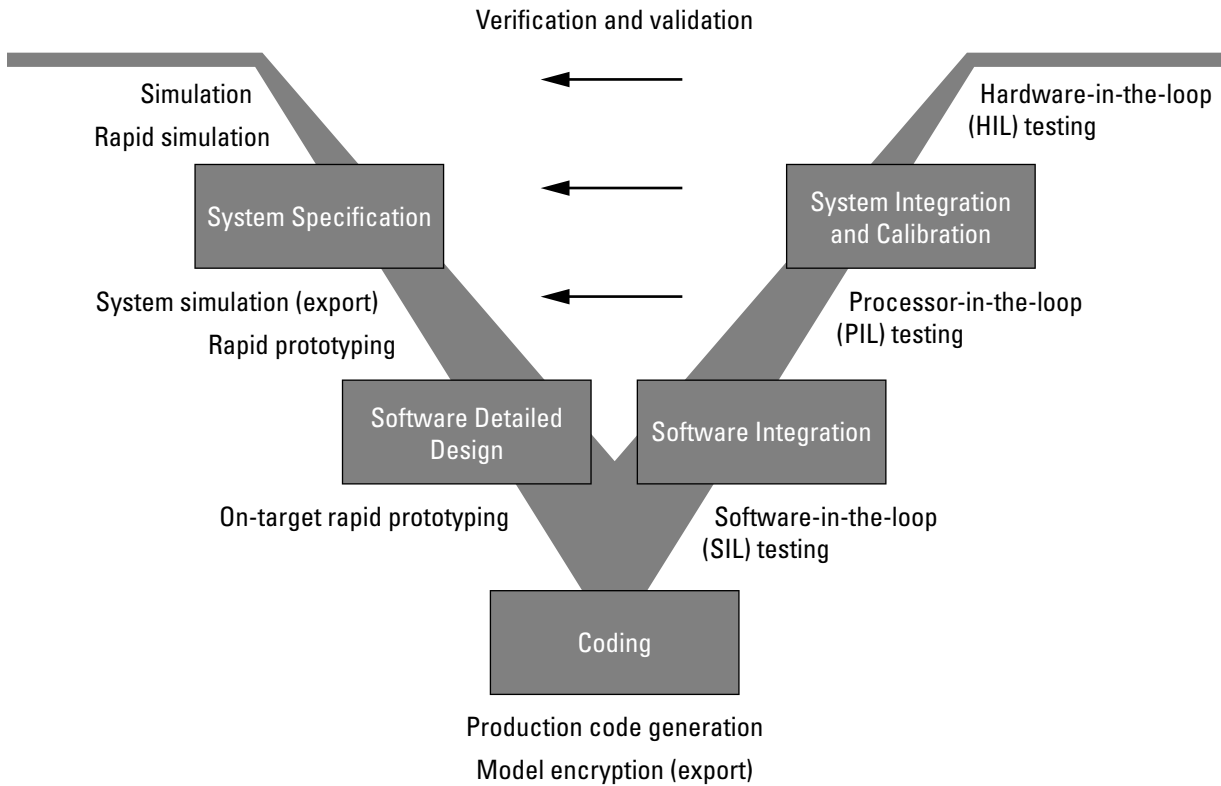 Verification and validation
Simulation
Rapid simulation
Hardware-in-the-loop
(HIL) testing
System Specification
System Integration
and Calibration
System simulation (export)
Rapid prototyping
Processor-in-the-loop
(PIL) testing
Software Detailed
Design
Software Integration
On-target rapid prototyping
Software-in-the-loop
(SIL) testing
Coding
Production code generation
Model encryption (export)